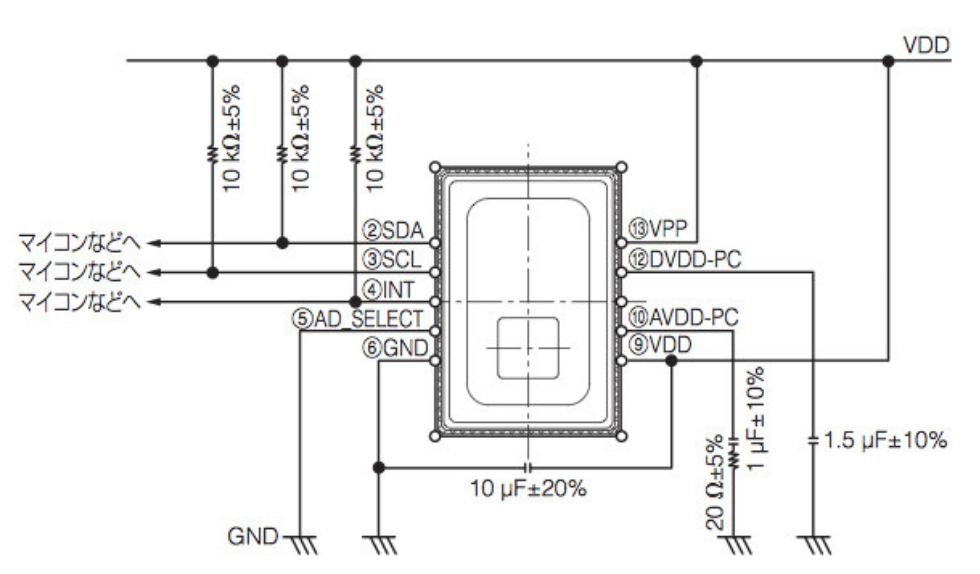 VDD
10 kΩ±5%
10 kΩ±5%
10 kΩ±5%
マイコンなどへ
マイコンなどへ
マイコンなどへ
②SDA
③SCL
④INT
⑤AD_SELECT
⑥GND
⑬VPP
⑫DVDD-PC
⑩AVDD-PC
⑨VDD
10 µF±20%
20 Ω±5%
1 µF±10%
1.5 µF±10%
GND